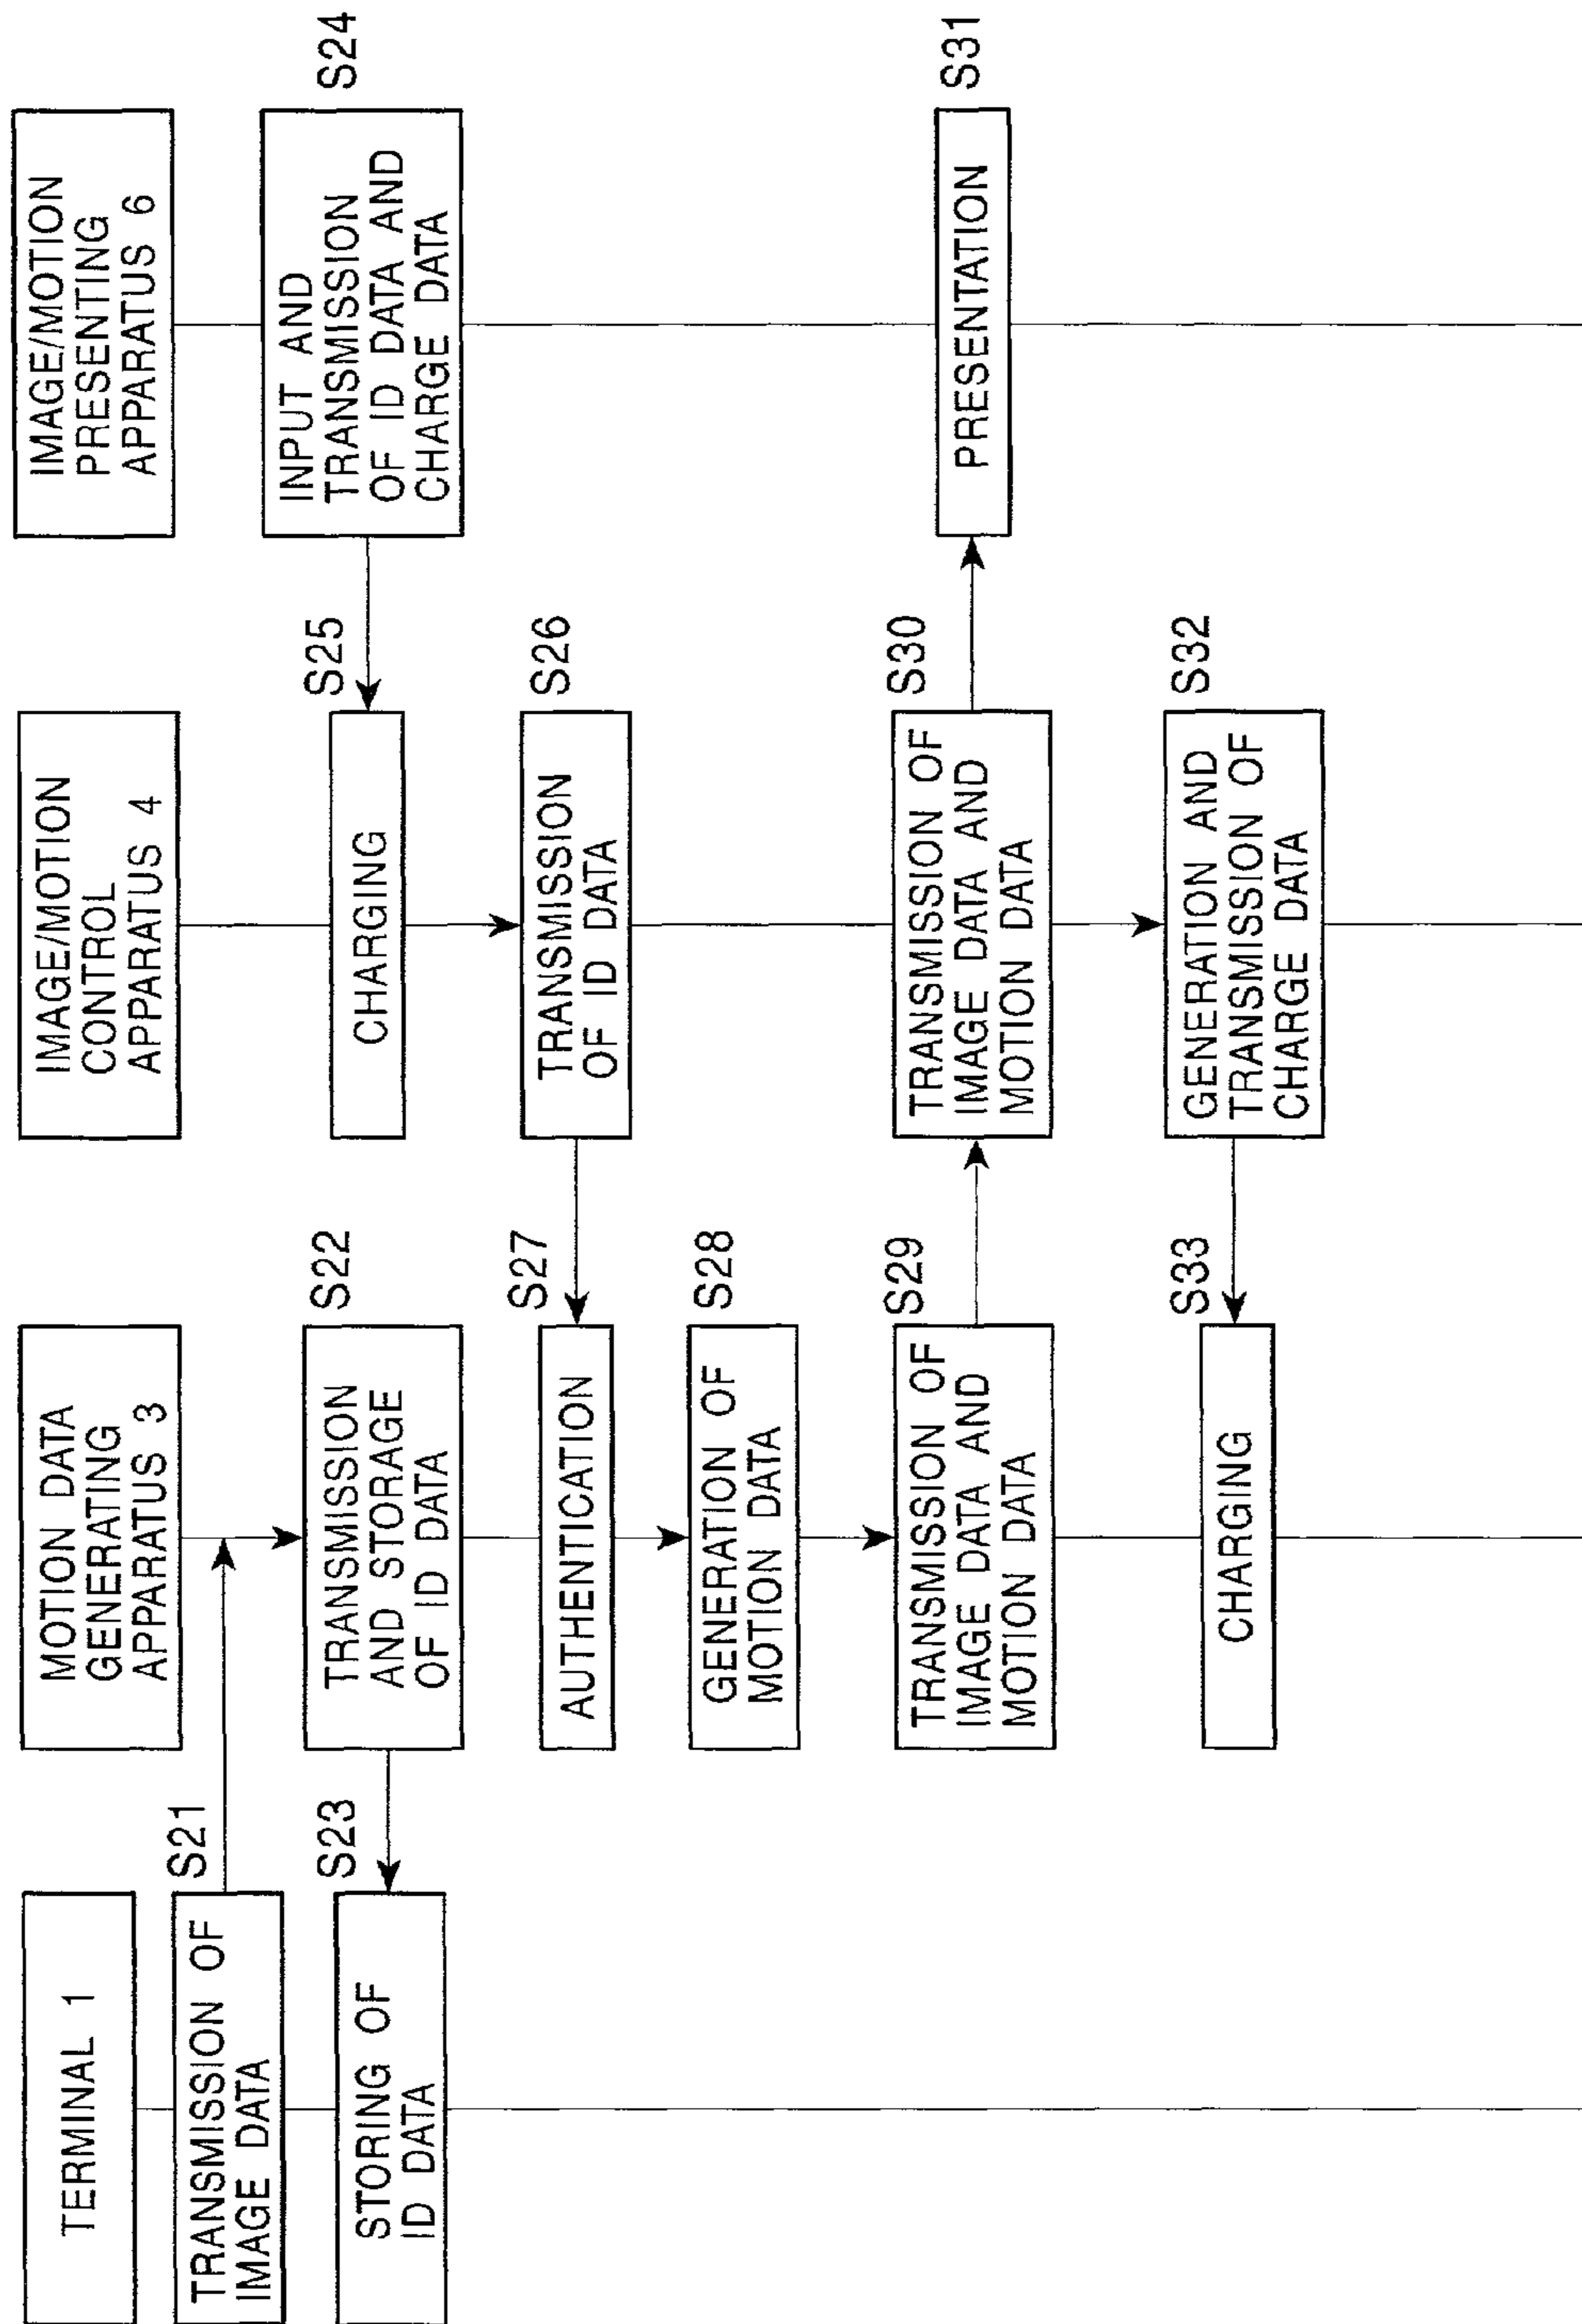 TERMINAL 1
MOTION DATA
GENERATING
APPARATUS 3
IMAGE/MOTION
CONTROL
APPARATUS 4
IMAGE/MOTION
PRESENTING
APPARATUS 6
S21
TRANSMISSION OF
IMAGE DATA
S22
TRANSMISSION
AND STORAGE
OF ID DATA
S23
STORING OF
ID DATA
S24
INPUT AND
TRANSMISSION
OF ID DATA AND
CHARGE DATA
S25
CHARGING
S26
TRANSMISSION
OF ID DATA
S27
AUTHENTICATION
S28
GENERATION OF
MOTION DATA
S29
TRANSMISSION OF
IMAGE DATA AND
MOTION DATA
S30
TRANSMISSION OF
IMAGE DATA AND
MOTION DATA
S31
PRESENTATION
S32
GENERATION AND
TRANSMISSION OF
CHARGE DATA
S33
CHARGING